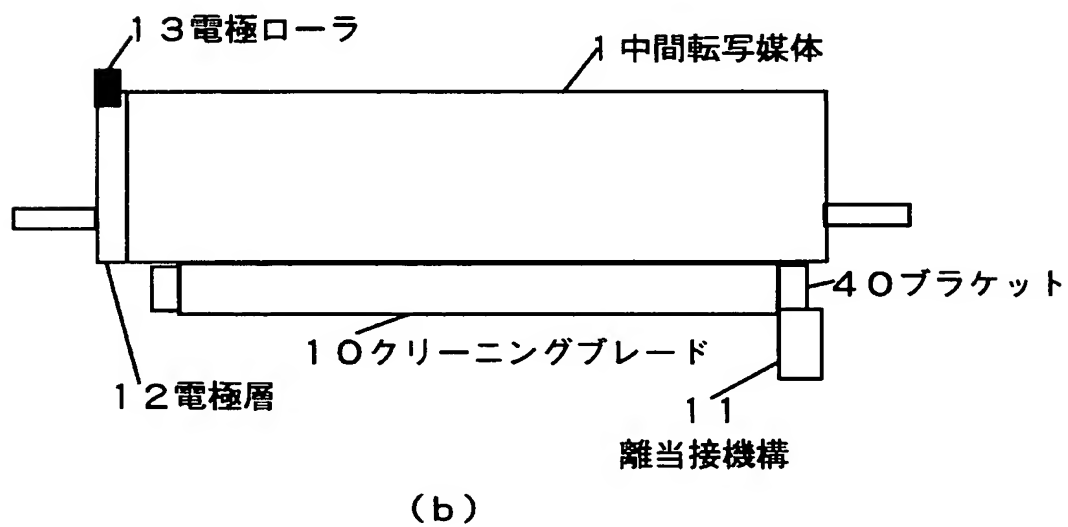 13電極ローラ
1 中間転写媒体
40ブラケット
10クリーニングブレード
12電極層
11
離当接機構
(b)